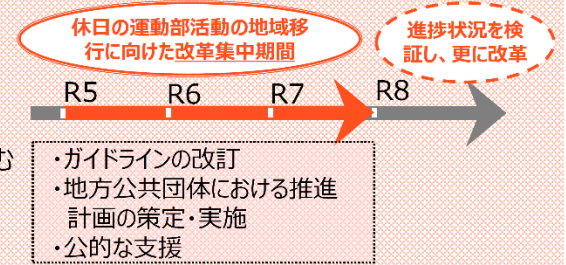 休日の運動部活動の地域移
行に向けた改革集中期間
進捗状況を検
証し、更に改革
R5 R6 R7 R8
む
・ガイドラインの改訂
・地方公共団体における推進
計画の策定・実施
・公的な支援